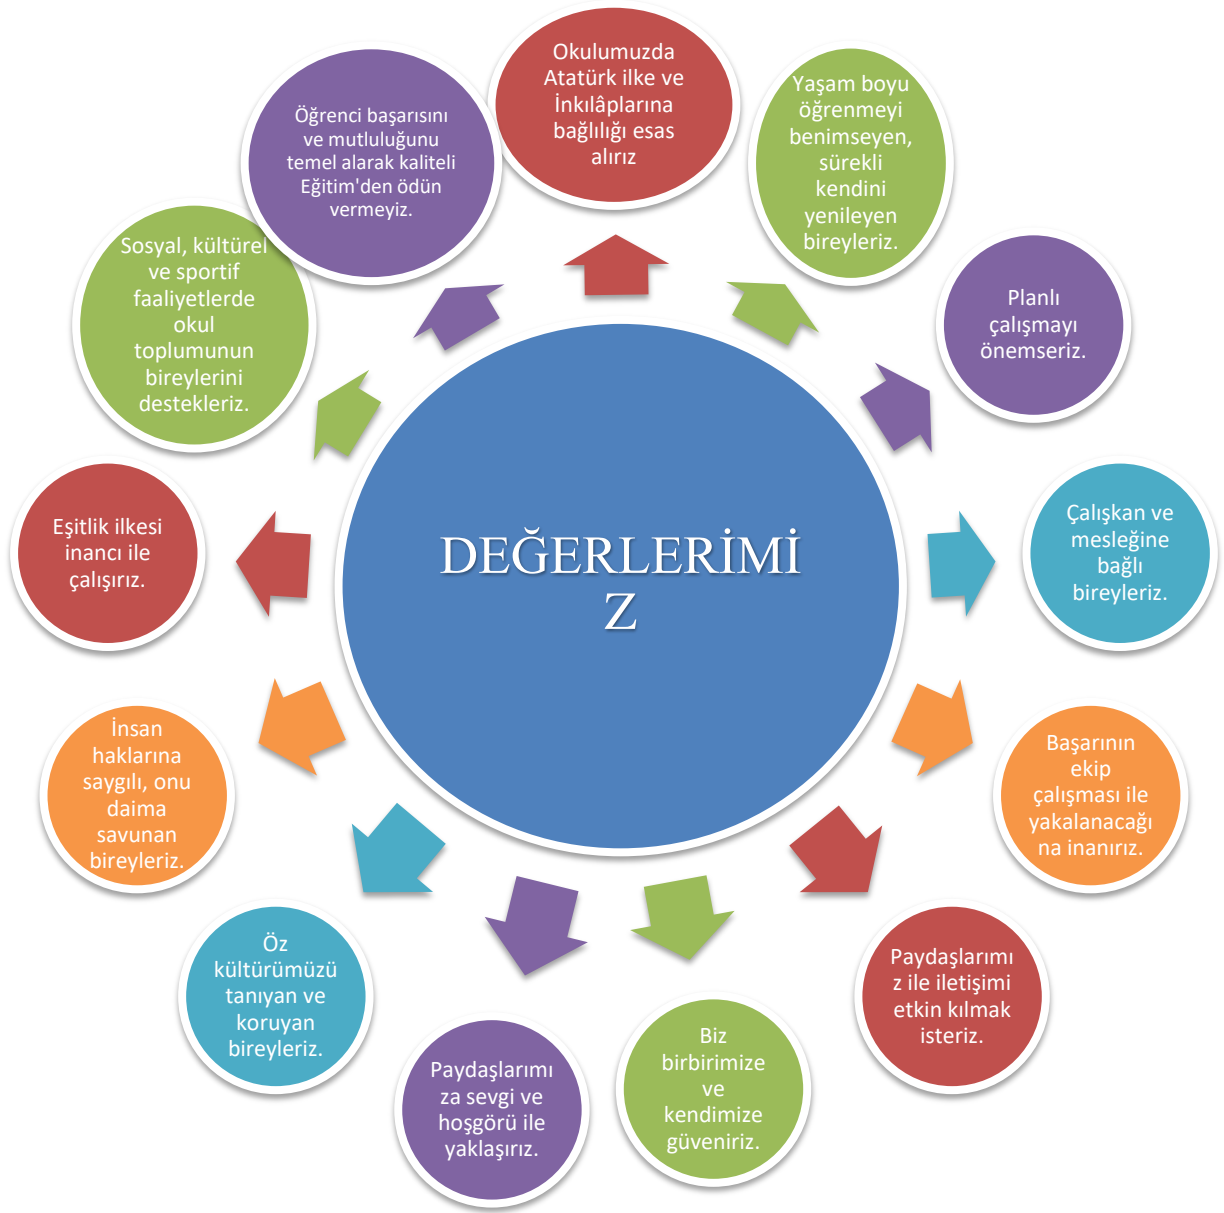 DEĞERLERİMİ
Z
Okulumuzda
Atatürk ilke ve
İnkılâplarına
bağlılığı esas
alırız
Yaşam boyu
öğrenmeyi
benimseyen,
sürekli
kendini
yenileyen
bireyleriz.
Planlı
çalışmayı
önemseriz.
Çalışkan ve
mesleğine
bağlı
bireyleriz.
Başarının
ekip
çalışması ile
yakalanacağı
na inanırız.
Paydaşlarımı
z ile iletişimi
etkin kılmak
isteriz.
Biz
birbirimize
ve
kendimize
güveniriz.
Paydaşlarımı
za sevgi ve
hoşgörü ile
yaklaşırız.
Öz
kültürümüzü
tanıyan ve
koruyan
bireyleriz.
İnsan
haklarına
saygılı, onu
daima
savunan
bireyleriz.
Eşitlik ilkesi
inancı ile
çalışırız.
Sosyal, kültürel
ve sportif
faaliyetlerde
okul
toplumunun
bireylerini
destekleriz.
Öğrenci başarısını
ve mutluluğunu
temel alarak kaliteli
Eğitim'den ödün
vermeyiz.